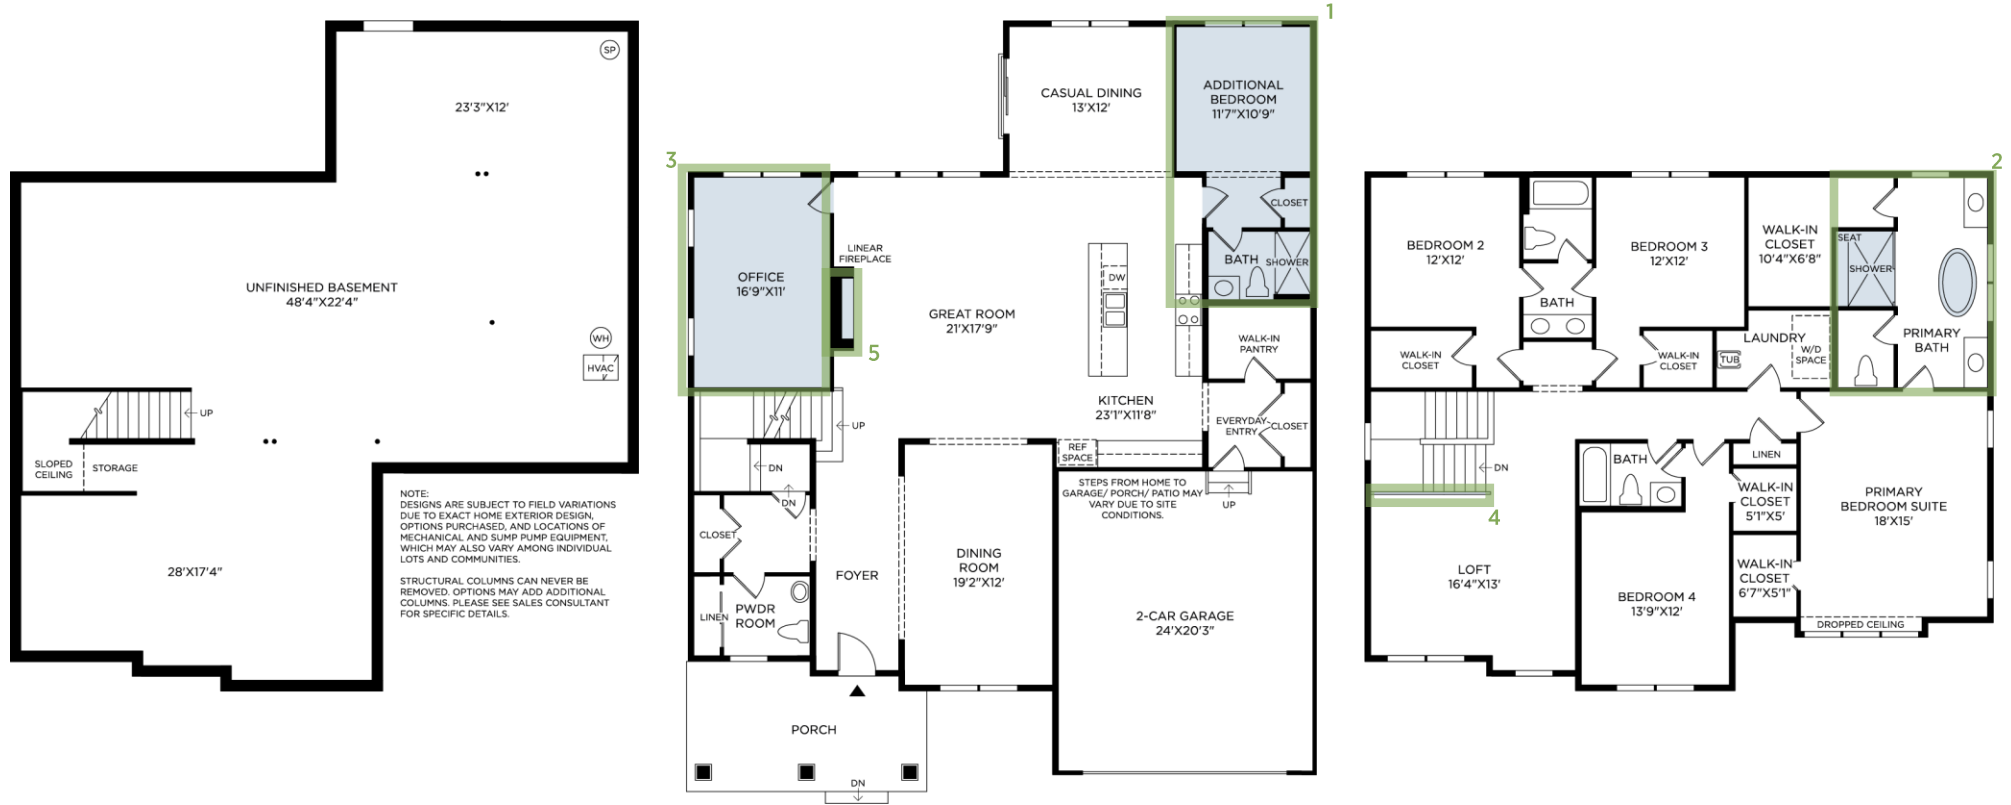 23'3"X12'
SP
UNFINISHED BASEMENT
48'4"X22'4"
WH
HVAC
UP
SLOPED
CEILING
STORAGE
28'X17'4"
NOTE:
DESIGNS ARE SUBJECT TO FIELD VARIATIONS
DUE TO EXACT HOME EXTERIOR DESIGN,
OPTIONS PURCHASED, AND LOCATIONS OF
MECHANICAL AND SUMP PUMP EQUIPMENT,
WHICH MAY ALSO VARY AMONG INDIVIDUAL
LOTS AND COMMUNITIES.
STRUCTURAL COLUMNS CAN NEVER BE
REMOVED. OPTIONS MAY ADD ADDITIONAL
COLUMNS. PLEASE SEE SALES CONSULTANT
FOR SPECIFIC DETAILS.
1
CASUAL DINING
13'X12'
ADDITIONAL
BEDROOM
11'7"X10'9"
3
CLOSET
LINEAR
FIREPLACE
BATH
SHOWER
OFFICE
16'9"X11'
DW
GREAT ROOM
21'X17'9"
5
WALK-IN
PANTRY
KITCHEN
23'1"X11'8"
UP
EVERYDAY
ENTRY
CLOSET
REF
SPACE
DN
DN
STEPS FROM HOME TO
GARAGE/ PORCH/ PATIO MAY
VARY DUE TO SITE
CONDITIONS.
UP
CLOSET
DINING
ROOM
19'2"X12'
FOYER
LINEN
PWDR
ROOM
2-CAR GARAGE
24'X20'3"
PORCH
DN
2
BEDROOM 2
12'X12'
BEDROOM 3
12'X12'
WALK-IN
CLOSET
10'4"X6'8"
SEAT
SHOWER
BATH
PRIMARY
BATH
WALK-IN
CLOSET
WALK-IN
CLOSET
LAUNDRY
TUB
W/D
SPACE
DN
BATH
LINEN
4
WALK-IN
CLOSET
5'1"X5'
PRIMARY
BEDROOM SUITE
18'X15'
LOFT
16'4"X13'
WALK-IN
CLOSET
6'7"X5'1"
BEDROOM 4
13'9"X12'
DROPPED CEILING